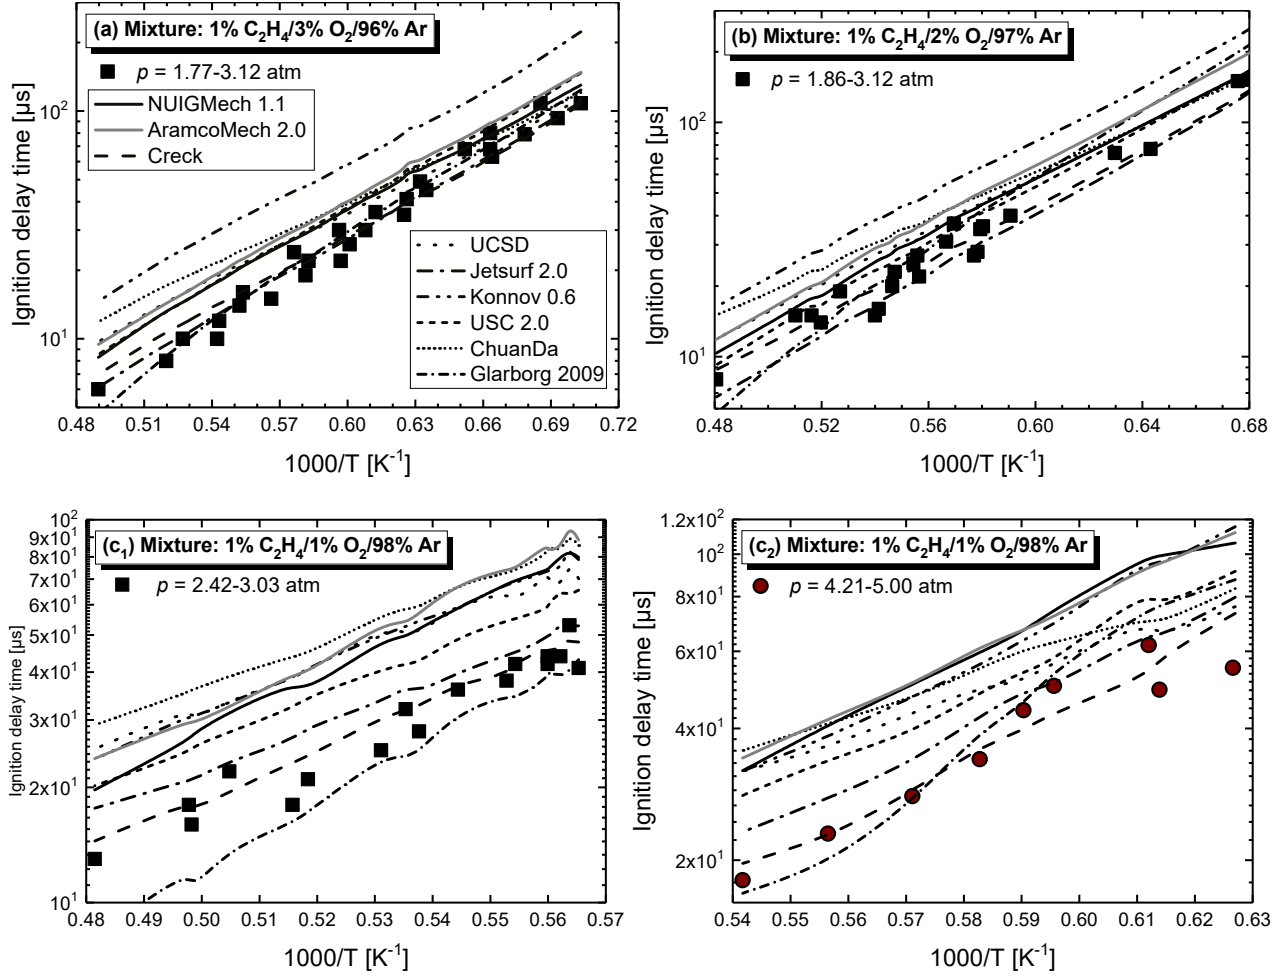 (a) Mixture: 1% C₂H₄/3% O₂/96% Ar
p = 1.77-3.12 atm
NUIGMech 1.1
AramcoMech 2.0
Creck
UCSD
Jetsurf 2.0
Konnov 0.6
USC 2.0
ChuanDa
Glarborg 2009
Ignition delay time [µs]
10²
10¹
0.48 0.51 0.54 0.57 0.60 0.63 0.66 0.69 0.72
1000/T [K⁻¹]
(b) Mixture: 1% C₂H₄/2% O₂/97% Ar
p = 1.86-3.12 atm
Ignition delay time [µs]
10²
10¹
0.48 0.52 0.56 0.60 0.64 0.68
1000/T [K⁻¹]
(c₁) Mixture: 1% C₂H₄/1% O₂/98% Ar
p = 2.42-3.03 atm
Ignition delay time [µs]
10²
9x10¹
8x10¹
7x10¹
6x10¹
5x10¹
4x10¹
3x10¹
2x10¹
10¹
0.48 0.49 0.50 0.51 0.52 0.53 0.54 0.55 0.56 0.57
1000/T [K⁻¹]
(c₂) Mixture: 1% C₂H₄/1% O₂/98% Ar
p = 4.21-5.00 atm
Ignition delay time [µs]
1.2x10²
10²
8x10¹
6x10¹
4x10¹
2x10¹
0.54 0.55 0.56 0.57 0.58 0.59 0.60 0.61 0.62 0.63
1000/T [K⁻¹]